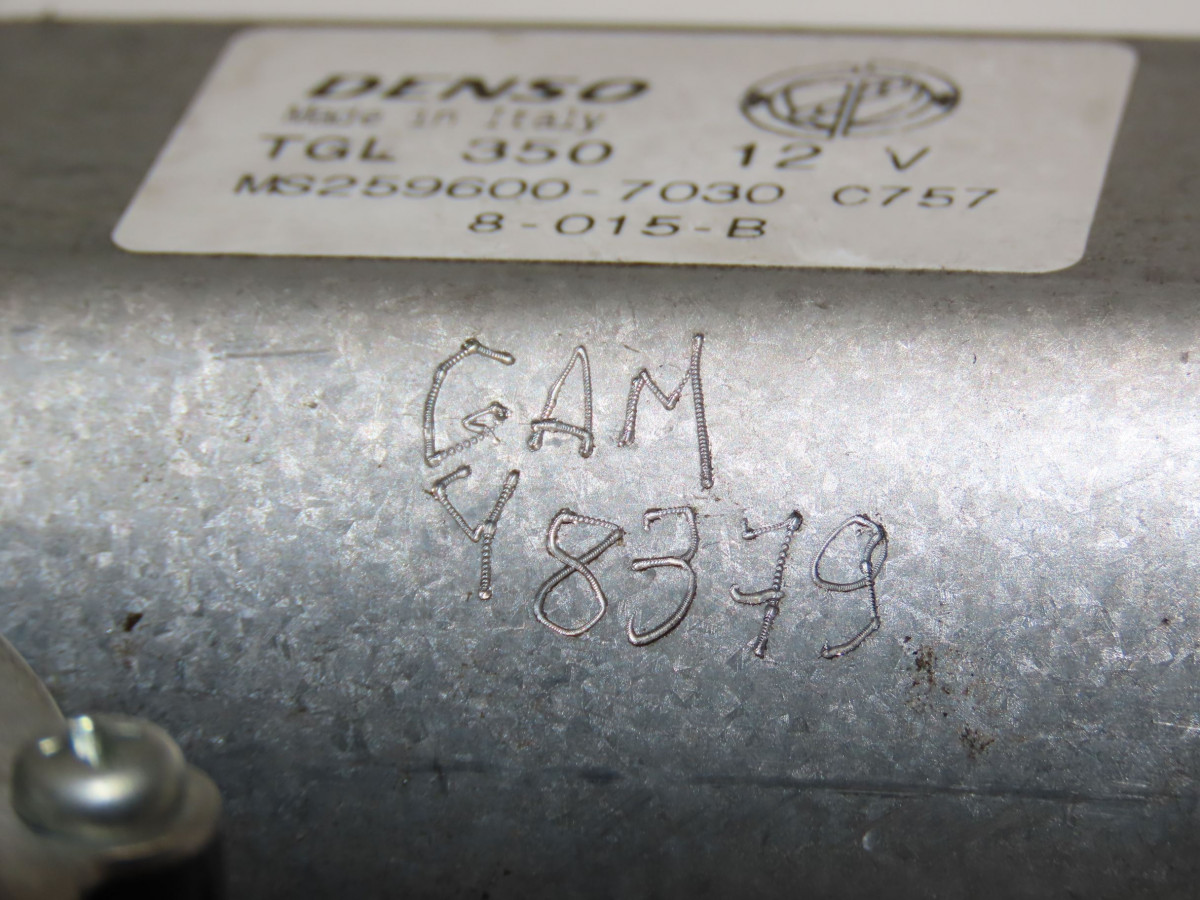 DENSO
Made in Italy
TGL 350 12 V
MS259600-7030 C757
8-015-B
GAM
Y8379